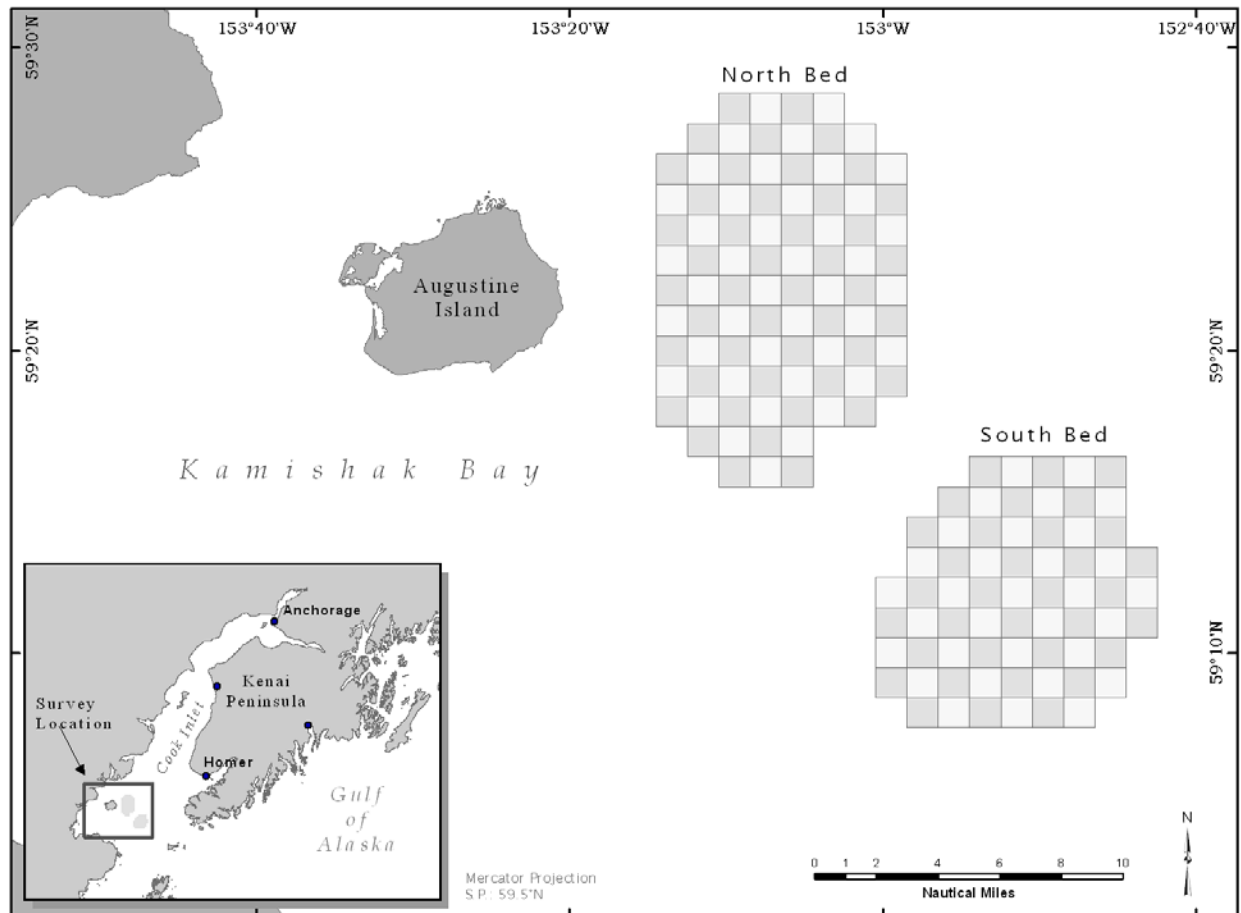 153°40'W
153°20'W
153°W
152°40'W
59°30'N
North Bed
Augustine
Island
59°20'N
59°20'N
South Bed
Kamishak Bay
59°10'N
Anchorage
Kenai
Peninsula
Survey
Location
Cook Inlet
Homer
Gulf
of
Alaska
N
Mercator Projection
S.P.: 59.5°N
0 1 2 4 6 8 10
Nautical Miles